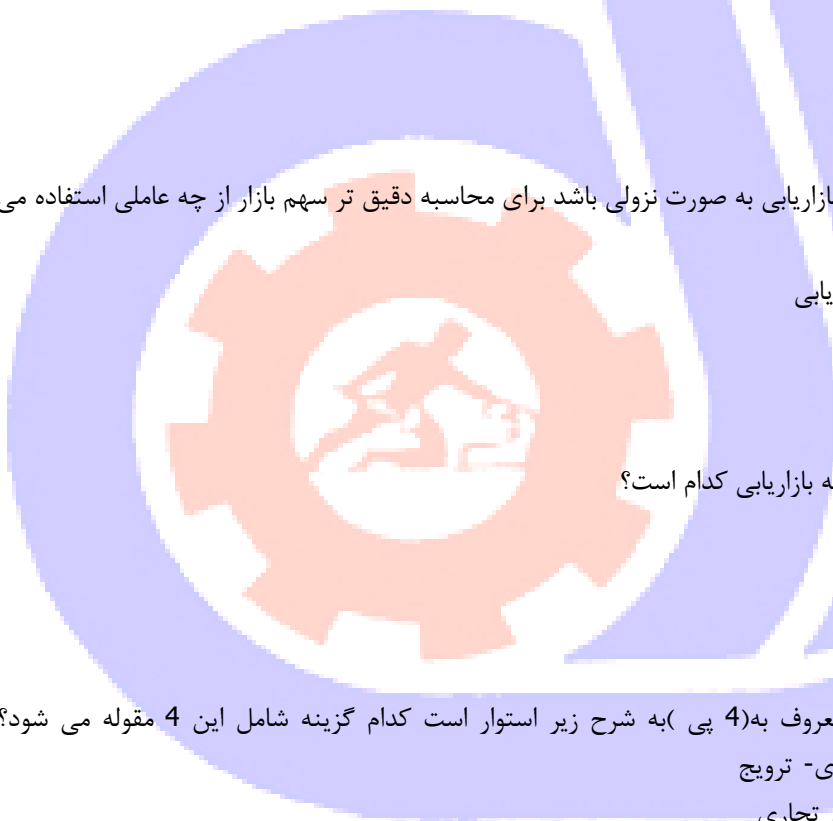 بازاریابی به صورت نزولی باشد برای محاسبه دقیق تر سهم بازار از چه عاملی استفاده می
یابی
ه بازاریابی کدام است؟
عروف به(4 پی )به شرح زیر استوار است کدام گزینه شامل این 4 مقوله می شود؟
ی- ترویج
تجاری